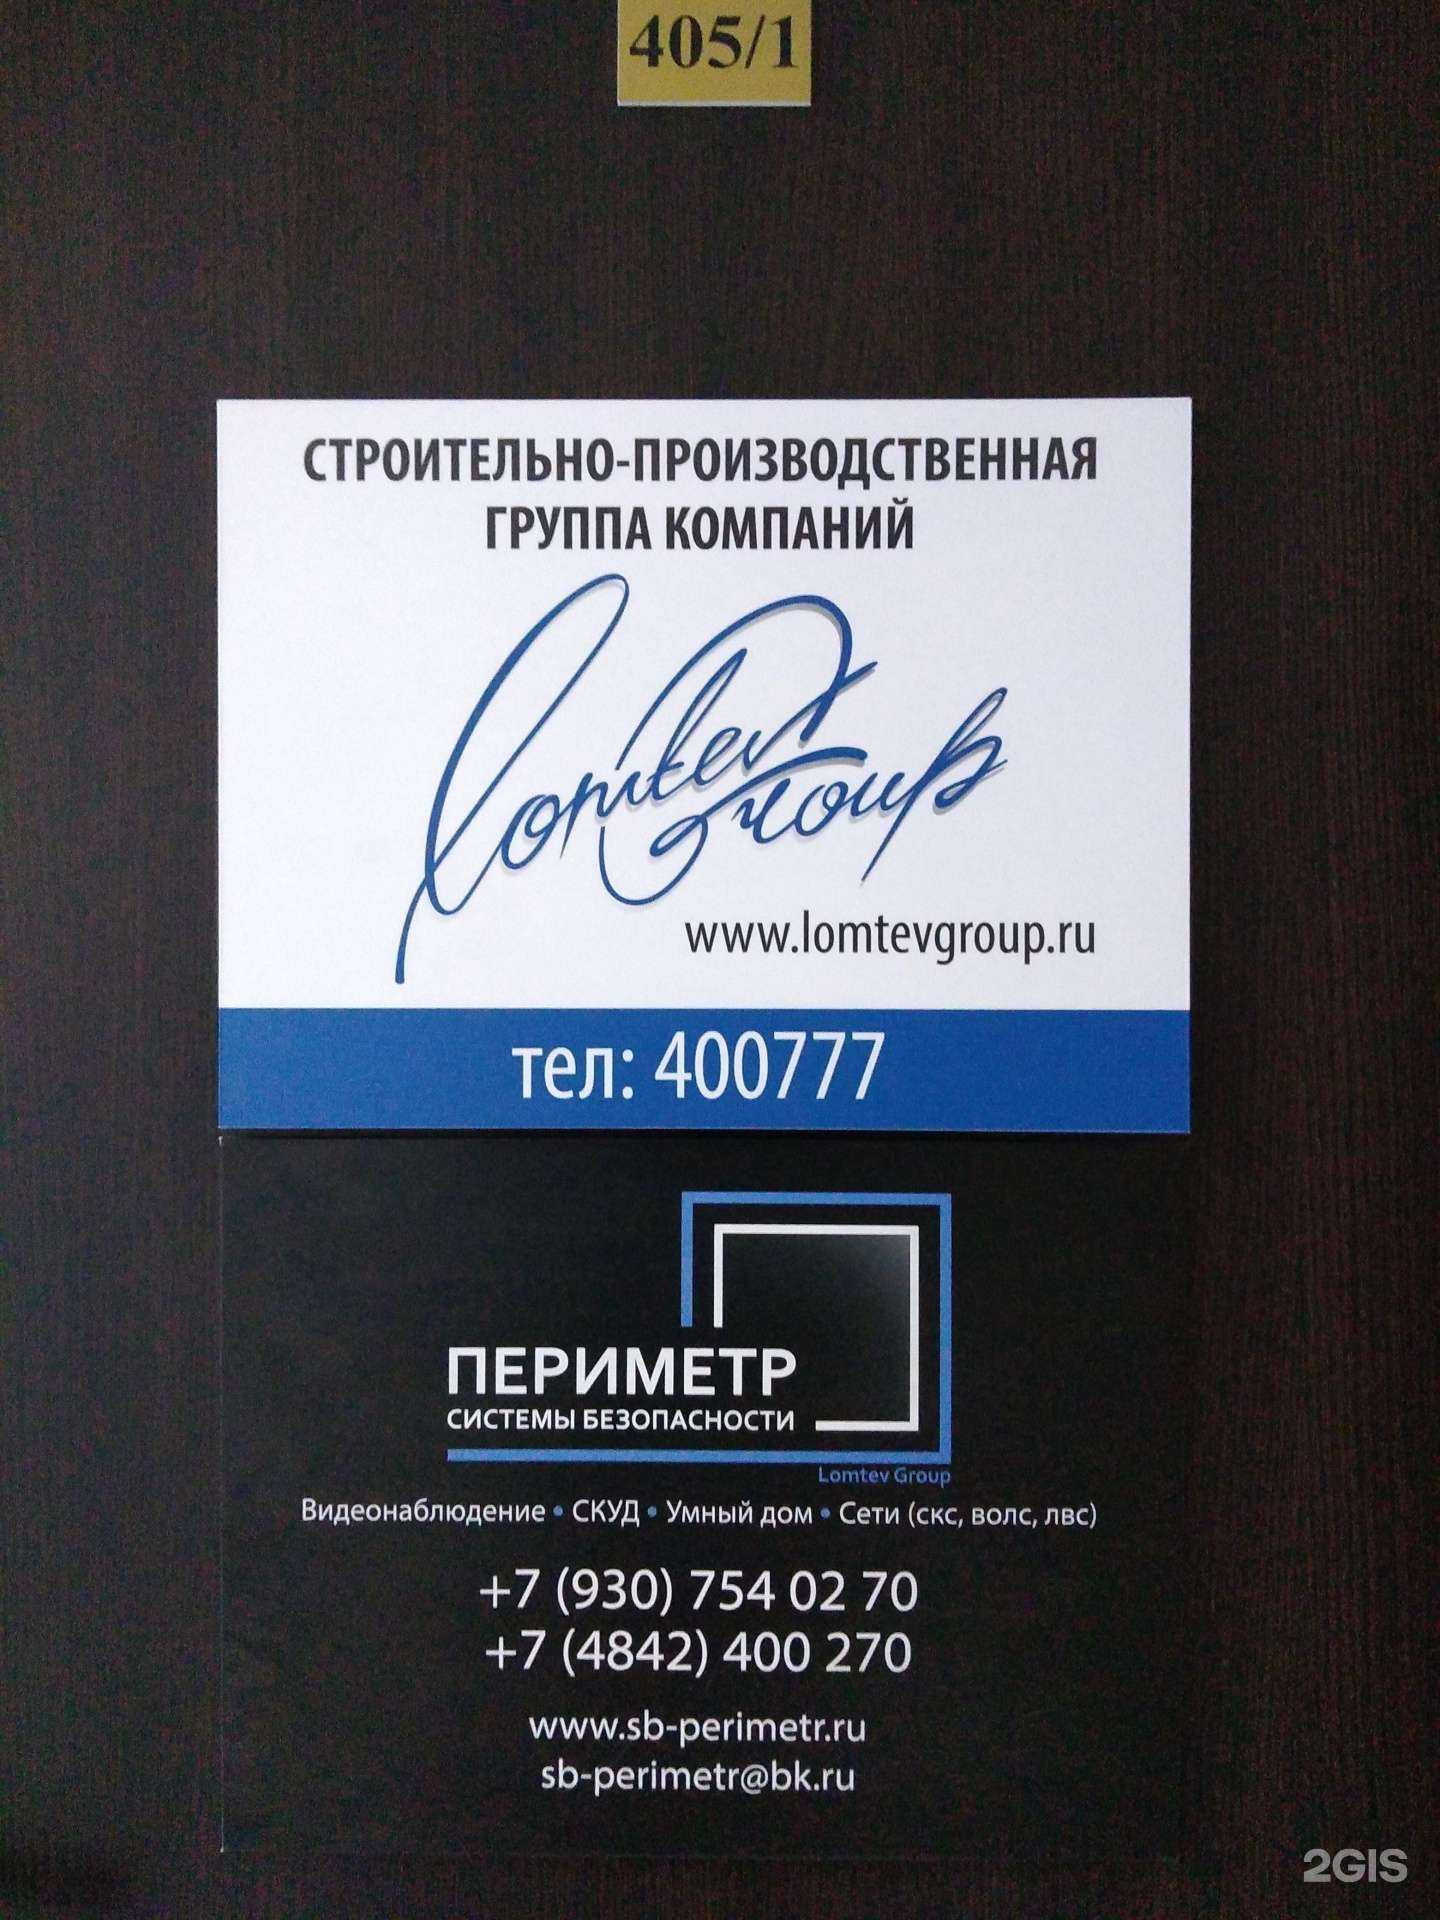 405/1
СТРОИТЕЛЬНО-ПРОИЗВОДСТВЕННАЯ
ГРУППА КОМПАНИЙ
Lomtev
Group
www.lomtevgroup.ru
тел: 400777
ПЕРИМЕТР
СИСТЕМЫ БЕЗОПАСНОСТИ
Lomtev Group
Видеонаблюдение • СКУД • Умный дом • Сети (скс, волс, лвс)
+7 (930) 754 02 70
+7 (4842) 400 270
www.sb-perimetr.ru
sb-perimetr@bk.ru
2GIS